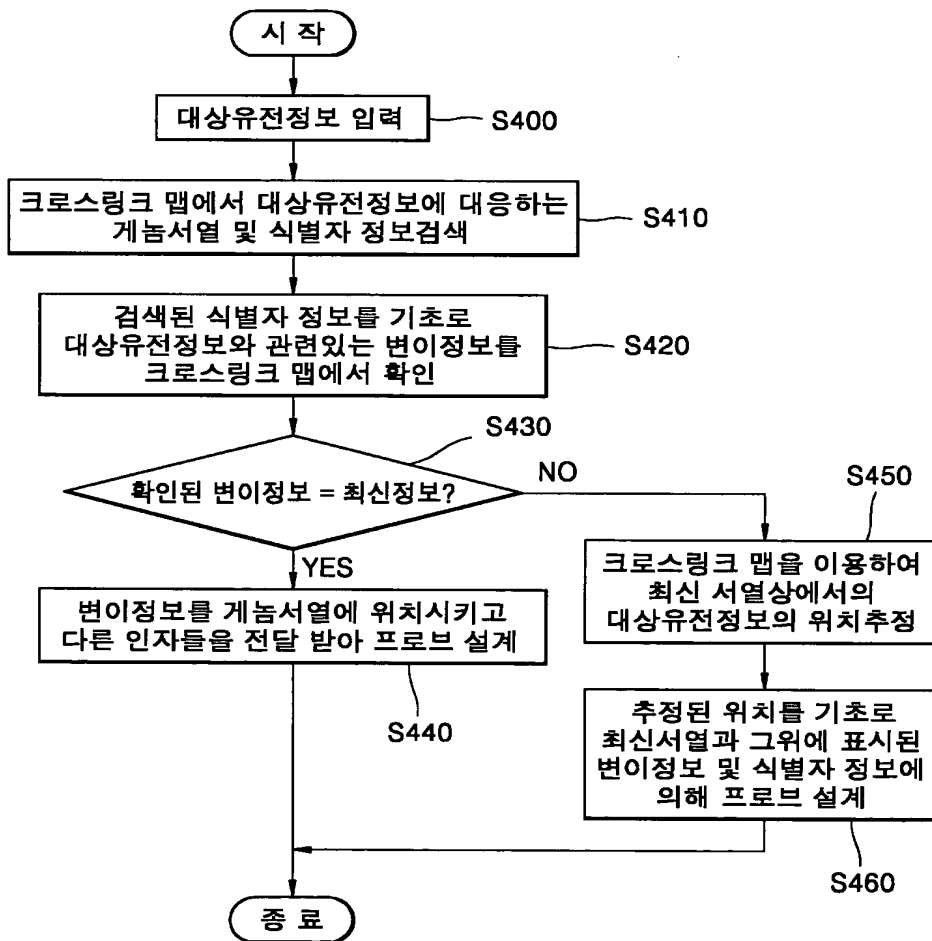 시 작
대상유전정보 입력
S400
크로스링크 맵에서 대상유전정보에 대응하는
게놈서열 및 식별자 정보검색
S410
검색된 식별자 정보를 기초로
대상유전정보와 관련있는 변이정보를
크로스링크 맵에서 확인
S420
S430
확인된 변이정보 = 최신정보?
NO
YES
변이정보를 게놈서열에 위치시키고
다른 인자들을 전달 받아 프로브 설계
S440
S450
크로스링크 맵을 이용하여
최신 서열상에서의
대상유전정보의 위치추정
추정된 위치를 기초로
최신서열과 그위에 표시된
변이정보 및 식별자 정보에
의해 프로브 설계
S460
종 료